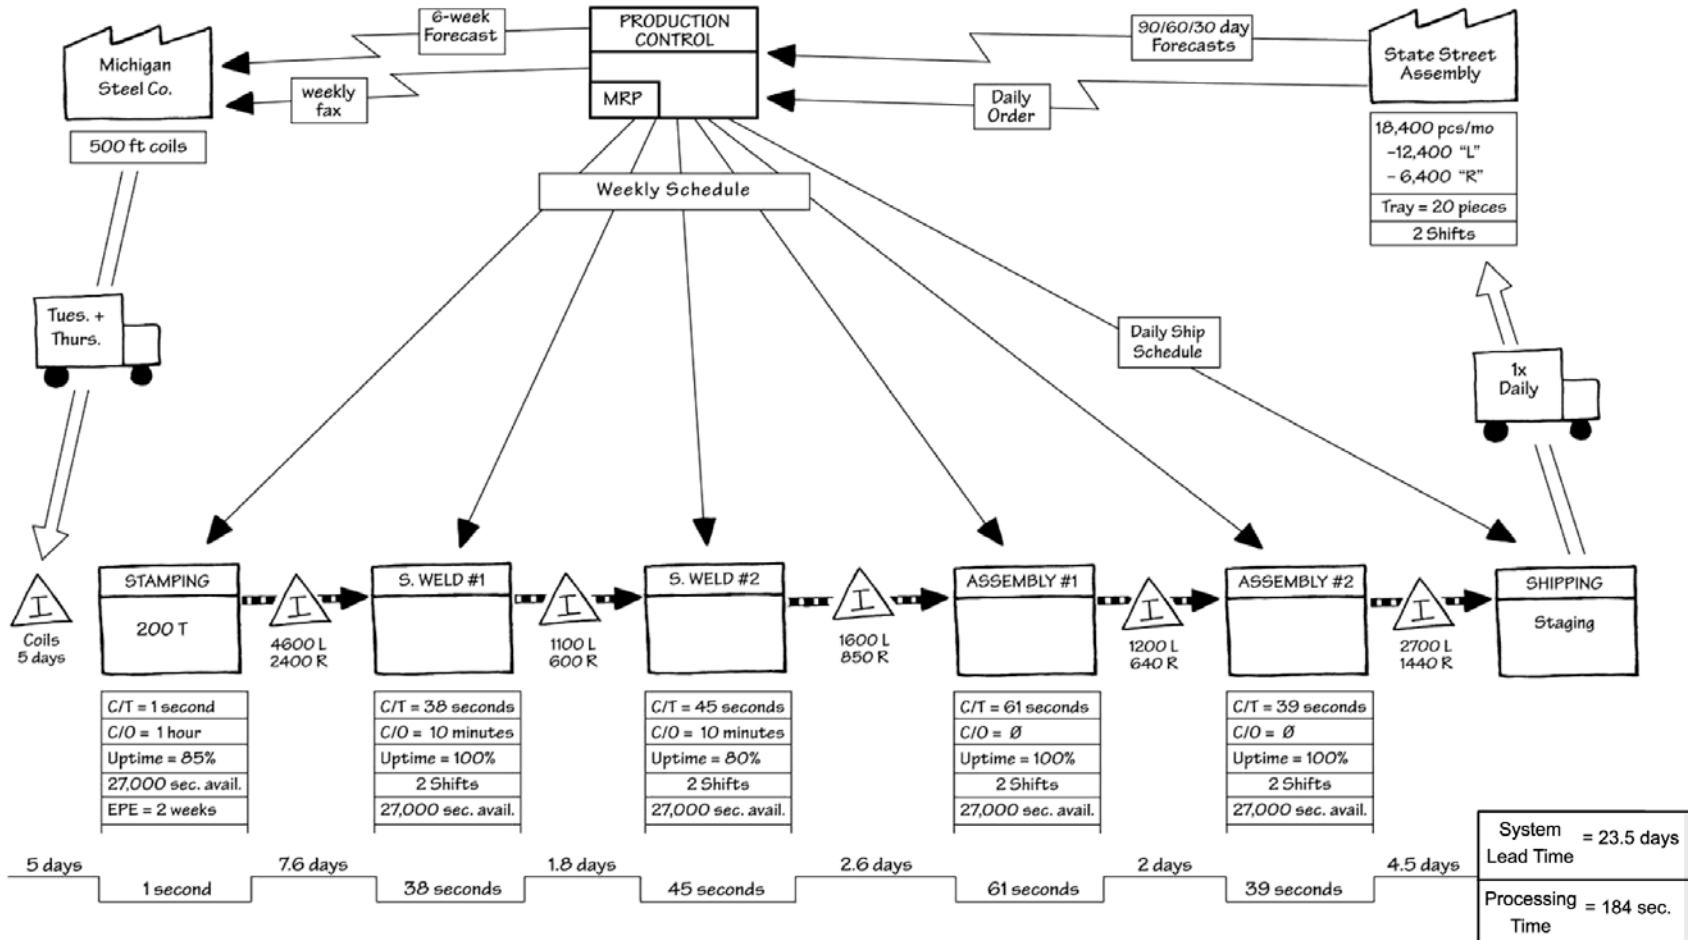 Michigan
Steel Co.
500 ft coils
6-week
Forecast
weekly
fax
PRODUCTION
CONTROL
MRP
90/60/30 day
Forecasts
Daily
Order
State Street
Assembly
18,400 pcs/mo
-12,400 "L"
- 6,400 "R"
Tray = 20 pieces
2 Shifts
Weekly Schedule
Tues. +
Thurs.
Daily Ship
Schedule
1x
Daily
I
Coils
5 days
STAMPING
200 T
I
4600 L
2400 R
S. WELD #1
I
1100 L
600 R
S. WELD #2
I
1600 L
850 R
ASSEMBLY #1
I
1200 L
640 R
ASSEMBLY #2
I
2700 L
1440 R
SHIPPING
Staging
C/T = 1 second
C/O = 1 hour
Uptime = 85%
27,000 sec. avail.
EPE = 2 weeks
C/T = 38 seconds
C/O = 10 minutes
Uptime = 100%
2 Shifts
27,000 sec. avail.
C/T = 45 seconds
C/O = 10 minutes
Uptime = 80%
2 Shifts
27,000 sec. avail.
C/T = 61 seconds
C/O = Ø
Uptime = 100%
2 Shifts
27,000 sec. avail.
C/T = 39 seconds
C/O = Ø
Uptime = 100%
2 Shifts
27,000 sec. avail.
5 days
1 second
7.6 days
38 seconds
1.8 days
45 seconds
2.6 days
61 seconds
2 days
39 seconds
4.5 days
System
Lead Time = 23.5 days
Processing
Time = 184 sec.